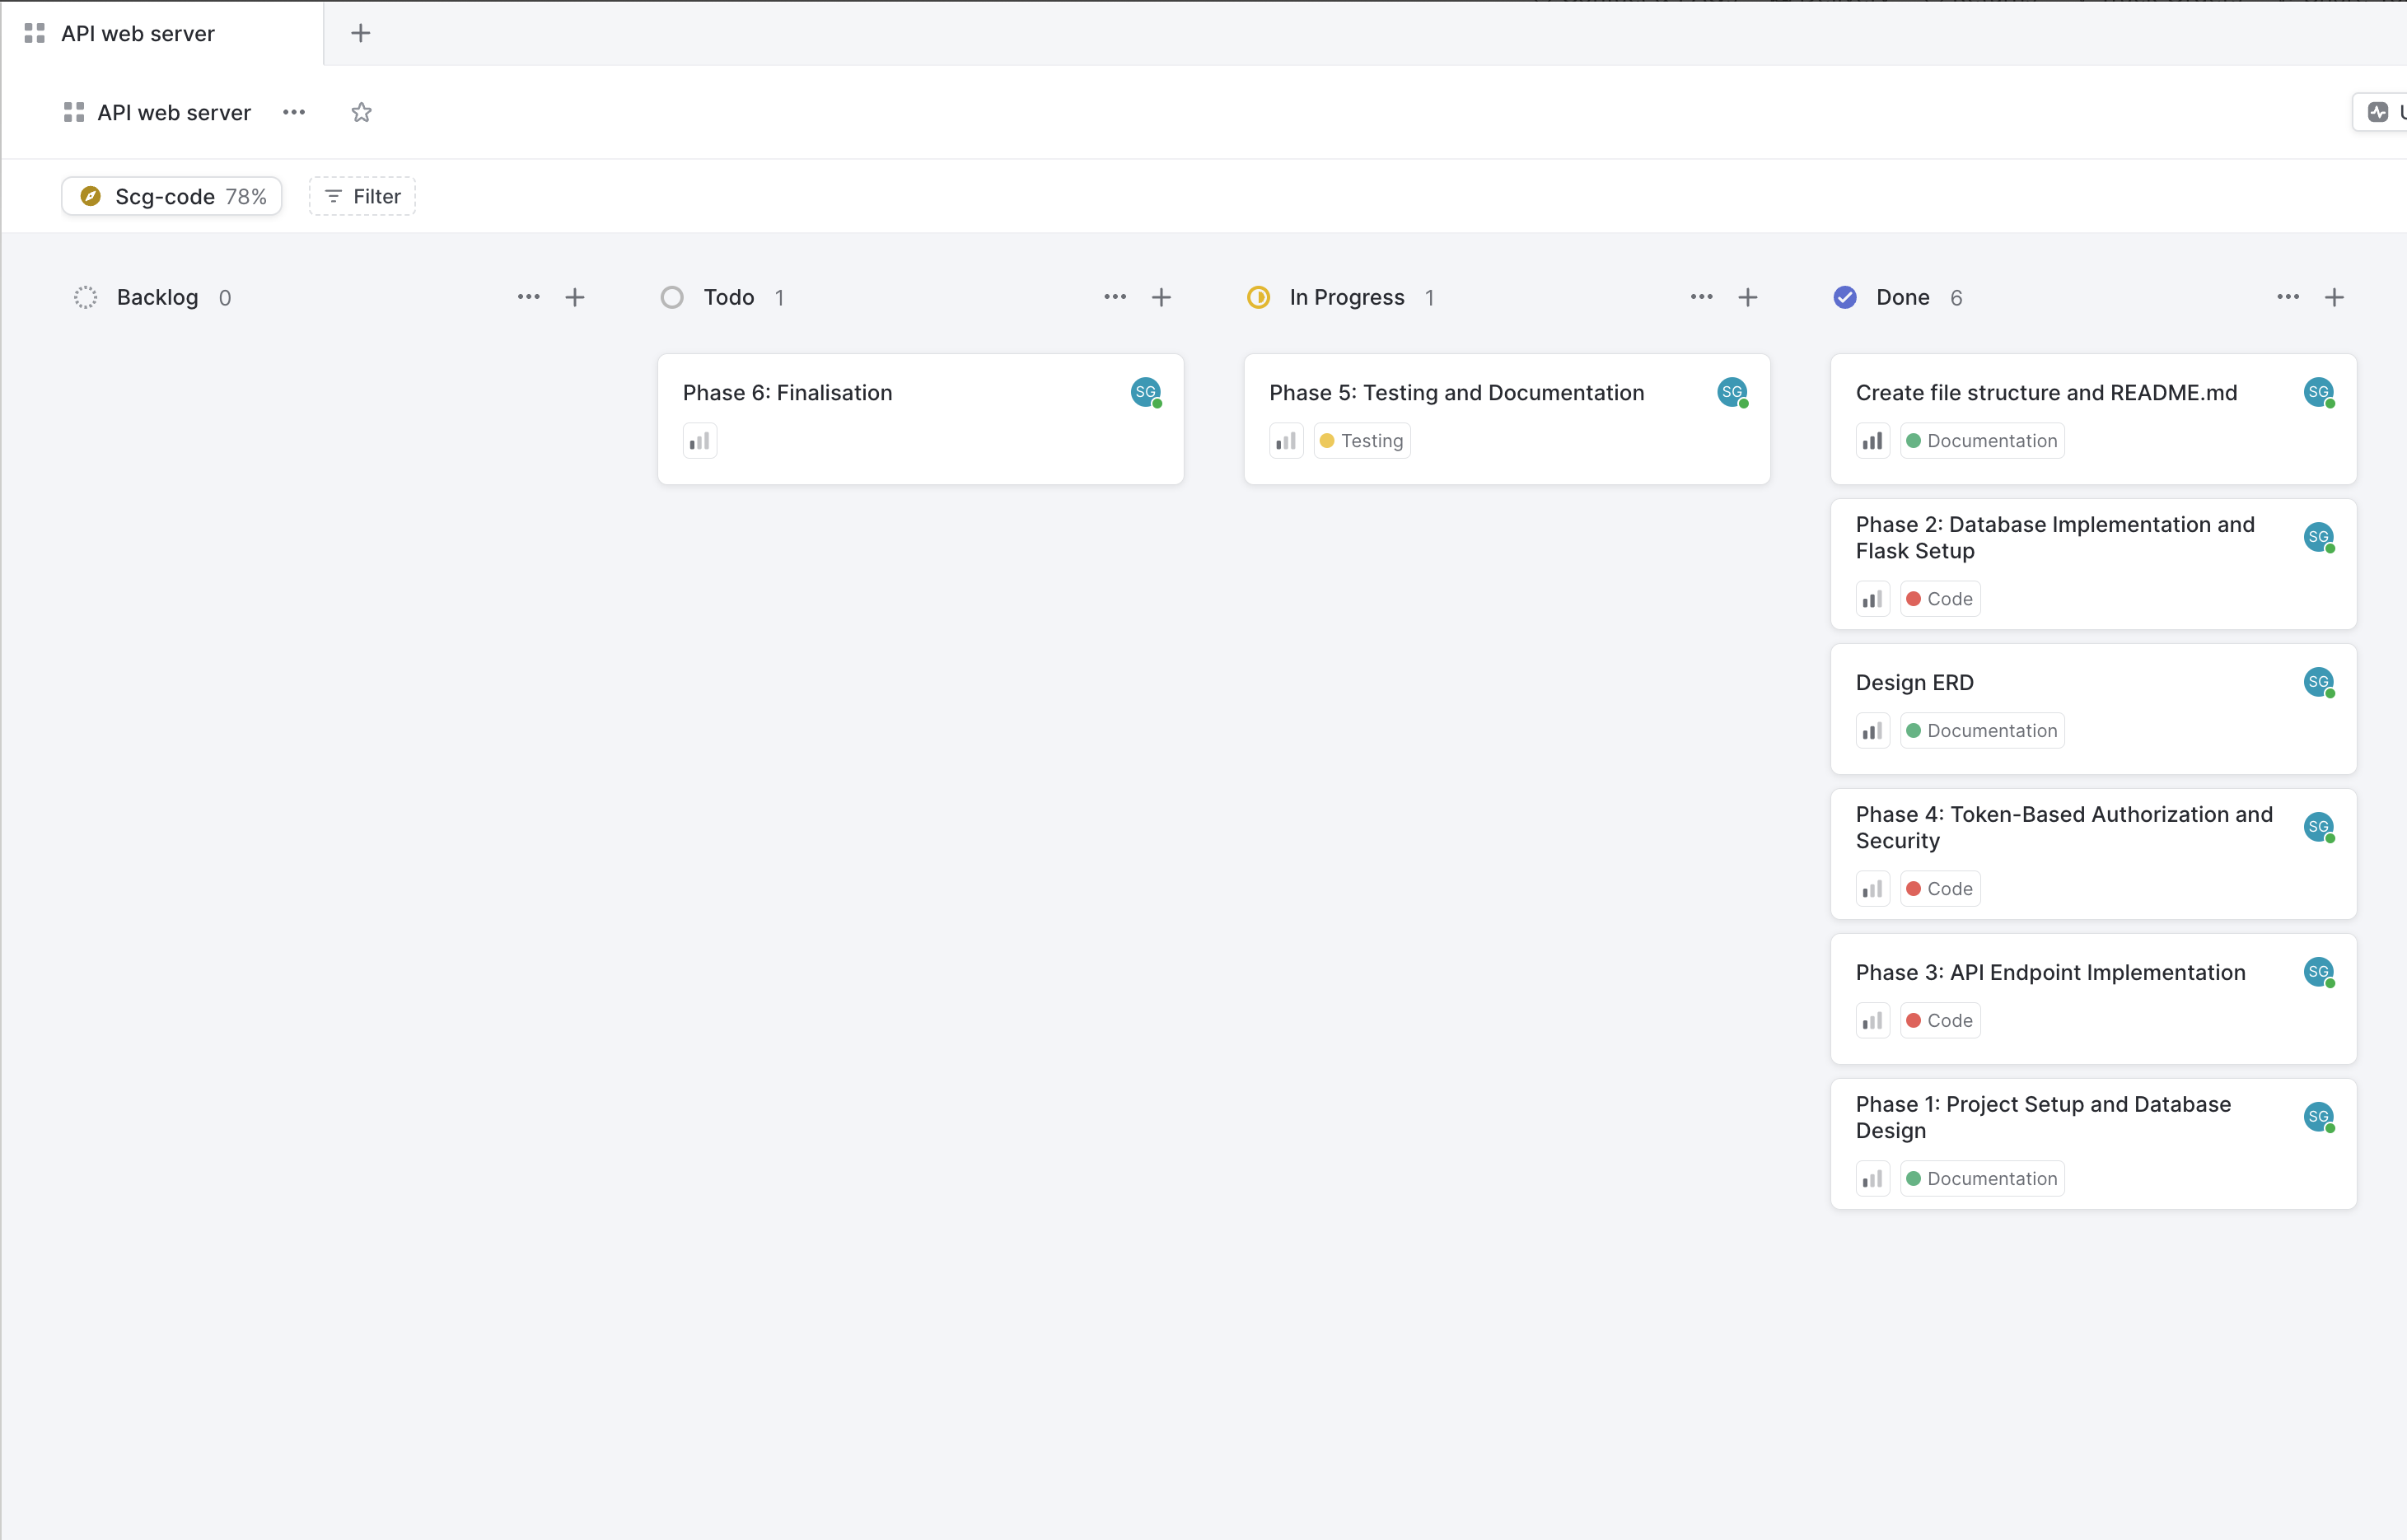 API web server
API web server
Scg-code 78%
Filter
Backlog 0
Todo 1
Phase 6: Finalisation
SG
In Progress 1
Phase 5: Testing and Documentation
SG
Testing
Done 6
Create file structure and README.md
SG
Documentation
Phase 2: Database Implementation and
Flask Setup
SG
Code
Design ERD
SG
Documentation
Phase 4: Token-Based Authorization and
Security
SG
Code
Phase 3: API Endpoint Implementation
SG
Code
Phase 1: Project Setup and Database
Design
SG
Documentation